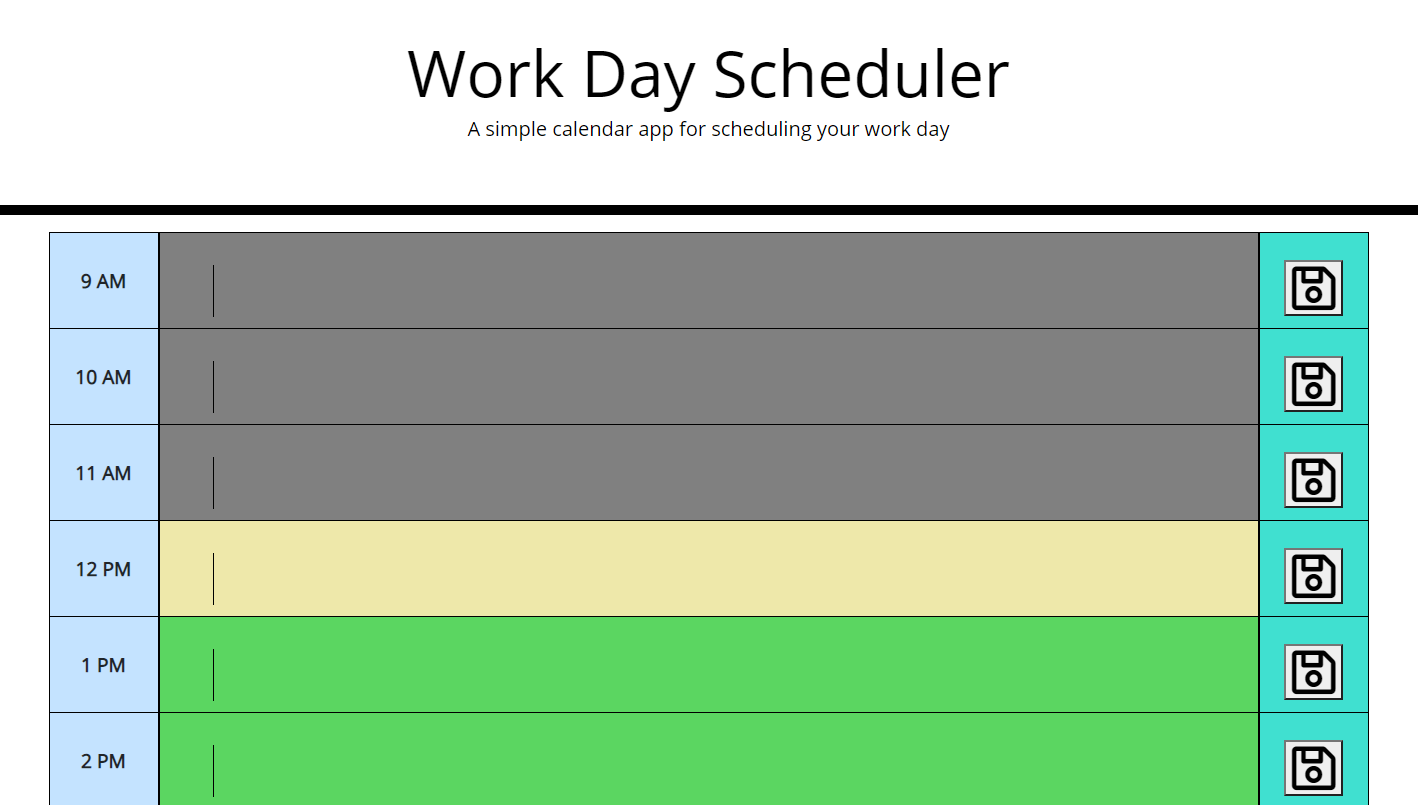 Work Day Scheduler
A simple calendar app for scheduling your work day
9 AM
10 AM
11 AM
12 PM
1 PM
2 PM